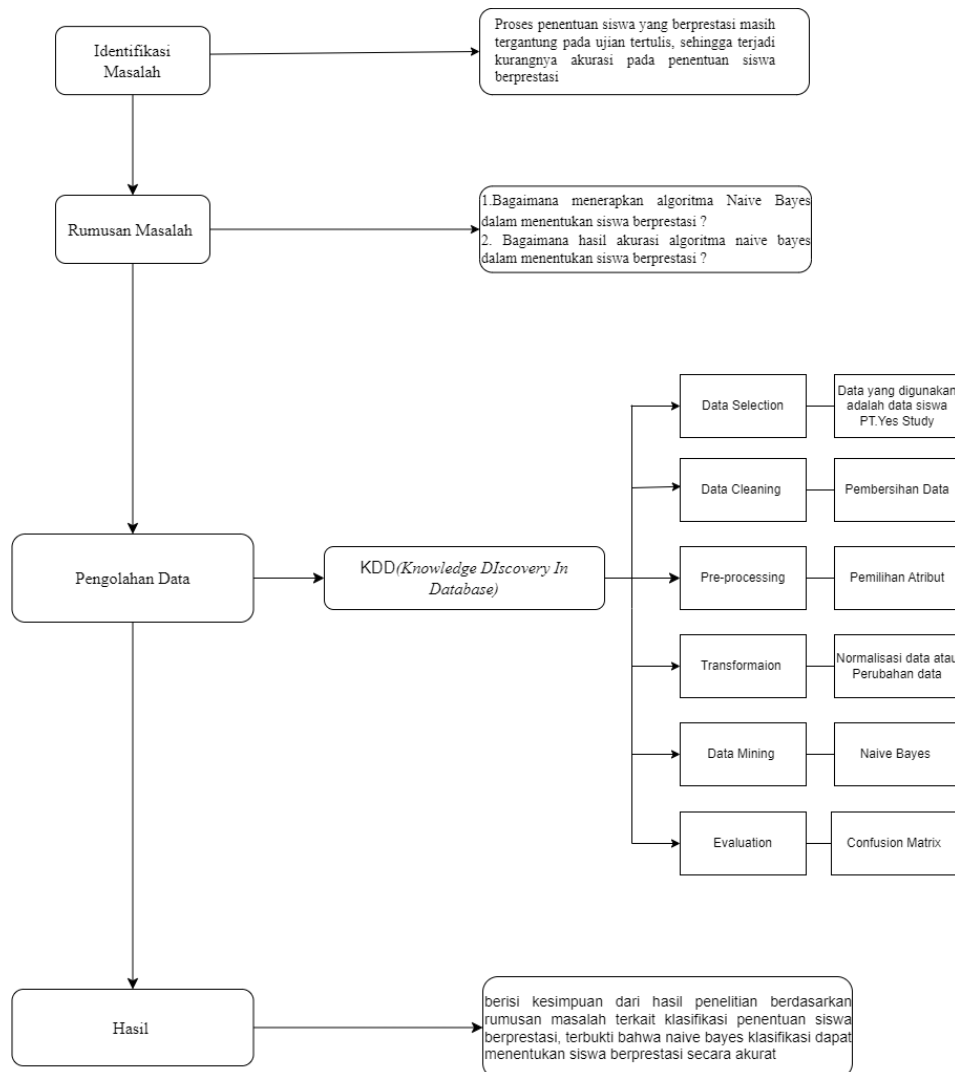 Identifikasi
Masalah
Proses penentuan siswa yang berprestasi masih
tergantung pada ujian tertulis, sehingga terjadi
kurangnya akurasi pada penentuan siswa
berprestasi
Rumusan Masalah
1.Bagaimana menerapkan algoritma Naive Bayes
dalam menentukan siswa berprestasi ?
2. Bagaimana hasil akurasi algoritma naive bayes
dalam menentukan siswa berprestasi ?
Pengolahan Data
KDD(Knowledge DIscovery In
Database)
Data Selection
Data yang digunakan
adalah data siswa
PT.Yes Study
Data Cleaning
Pembersihan Data
Pre-processing
Pemilihan Atribut
Transformaion
Normalisasi data atau
Perubahan data
Data Mining
Naive Bayes
Evaluation
Confusion Matrix
Hasil
berisi kesimpuan dari hasil penelitian berdasarkan
rumusan masalah terkait klasifikasi penentuan siswa
berprestasi, terbukti bahwa naive bayes klasifikasi dapat
menentukan siswa berprestasi secara akurat